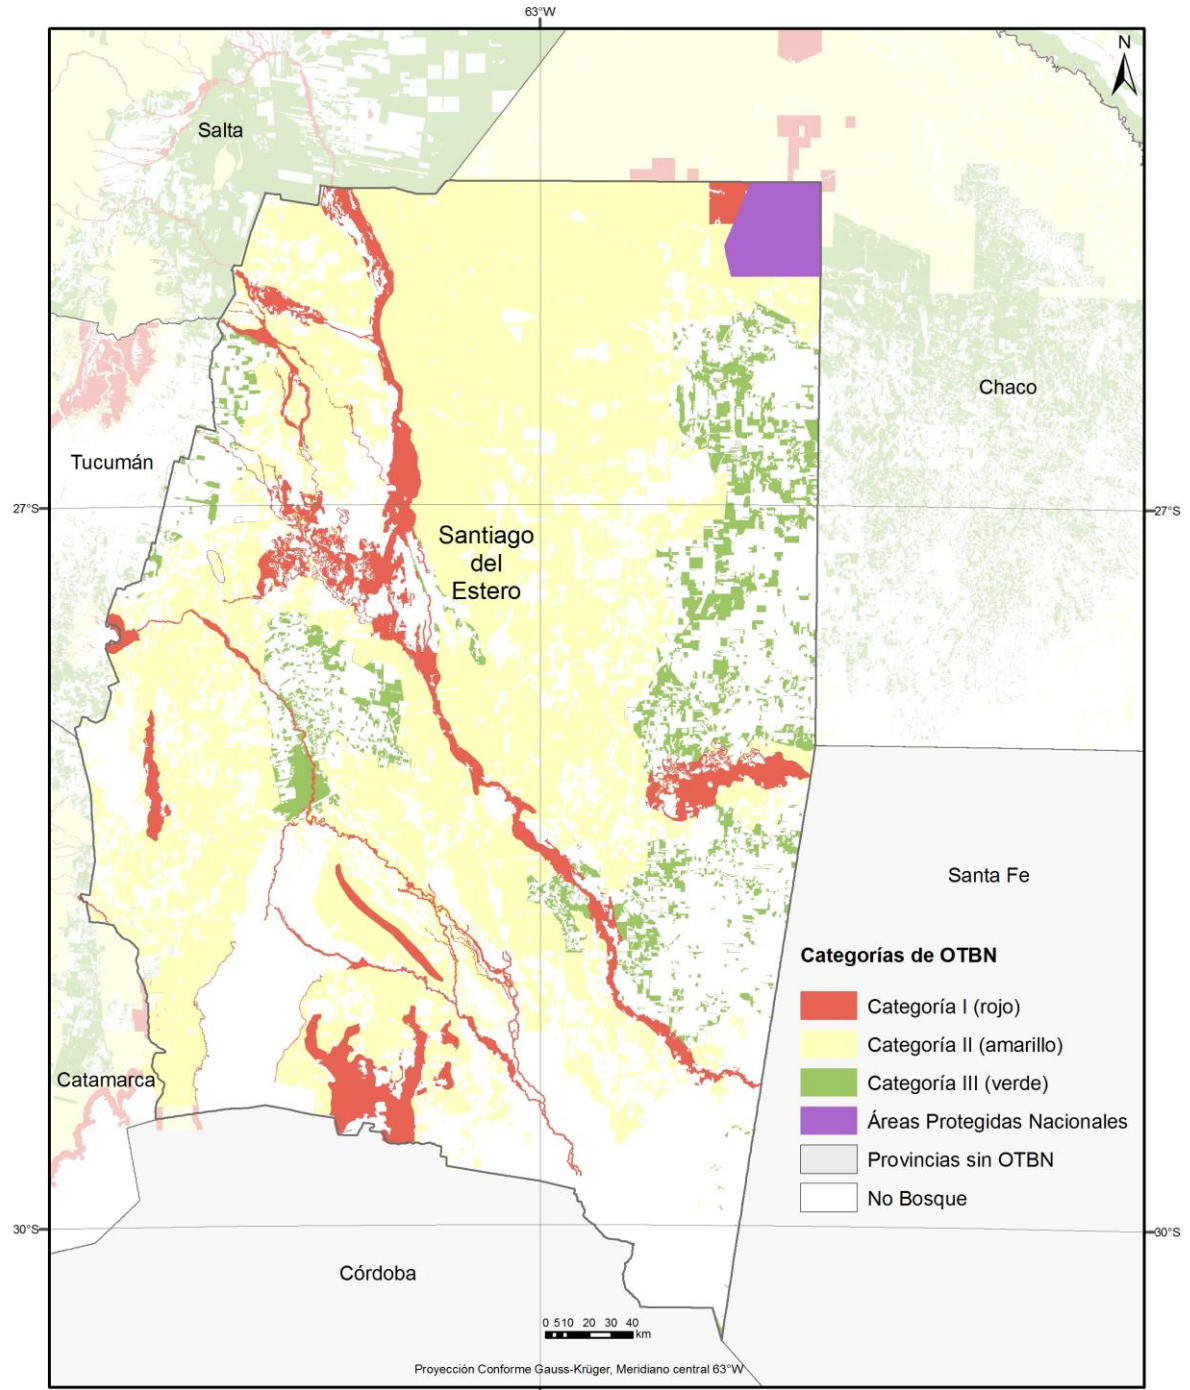 63°W
N
Salta
Chaco
Tucumán
27°S
27°S
Santiago
del
Estero
Santa Fe
Categorías de OTBN
Categoría I (rojo)
Categoría II (amarillo)
Categoría III (verde)
Áreas Protegidas Nacionales
Provincias sin OTBN
No Bosque
Catamarca
30°S
30°S
Córdoba
0 5 10 20 30 40
km
Proyección Conforme Gauss-Krüger, Meridiano central 63°W